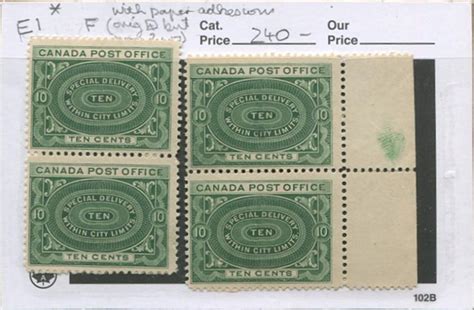 E1 * F with paper adhesions
(orig
but
Cat.
Price 240-
Our
Price
CANADA POST OFFICE
SPECIAL DELIVERY
10 TEN 10
WITHIN CITY LIMITS
TEN CENTS
CANADA POST OFFICE
SPECIAL DELIVERY
10 TEN 10
WITHIN CITY LIMITS
TEN CENTS
CANADA POST OFFICE
SPECIAL DELIVERY
10 TEN 10
WITHIN CITY LIMITS
TEN CENTS
CANADA POST OFFICE
SPECIAL DELIVERY
10 TEN 10
WITHIN CITY LIMITS
TEN CENTS
102B